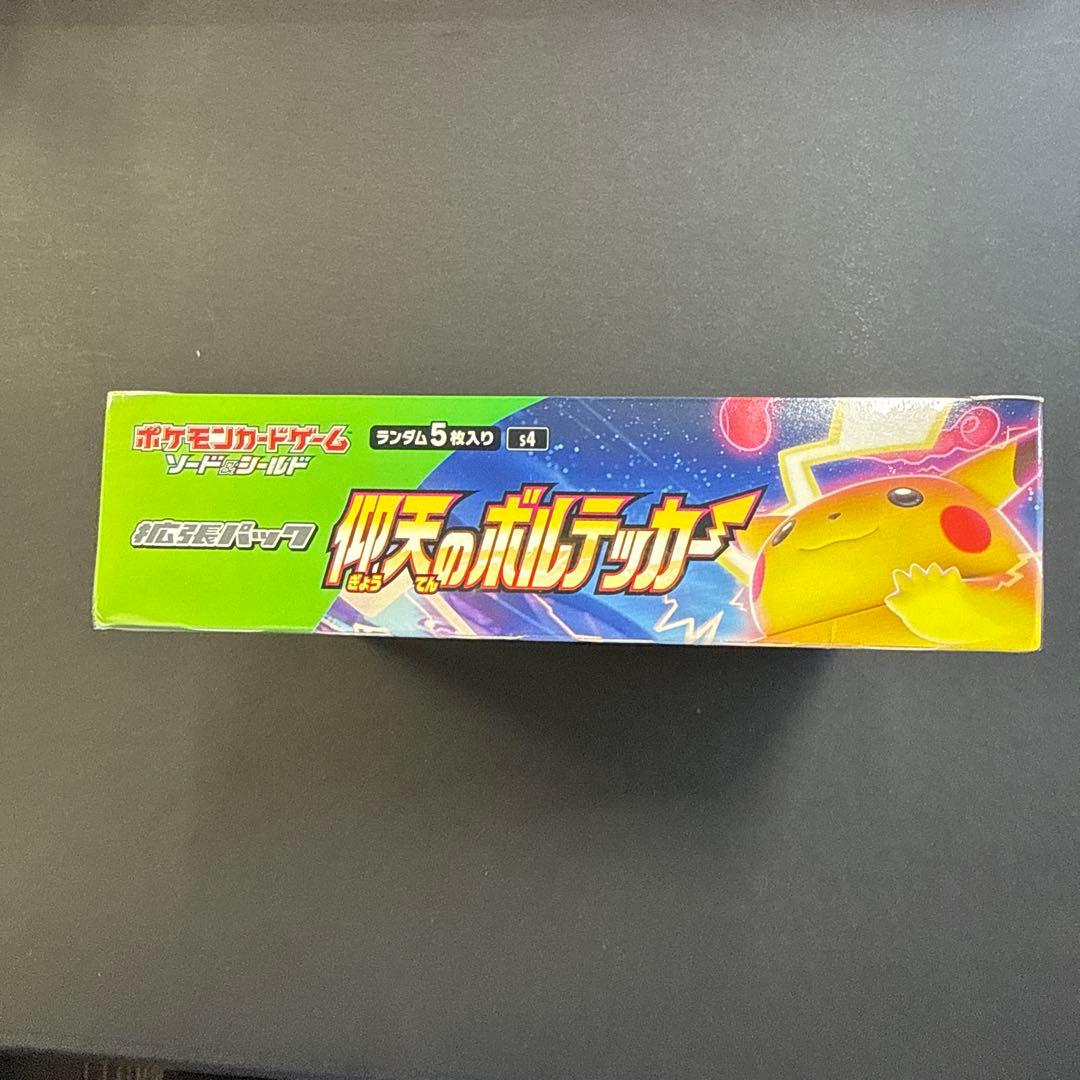 ポケモンカードゲーム
ソード&シールド
ランダム5枚入り
s4
拡張パック
仰天のボルテッカー
ぎょう てん